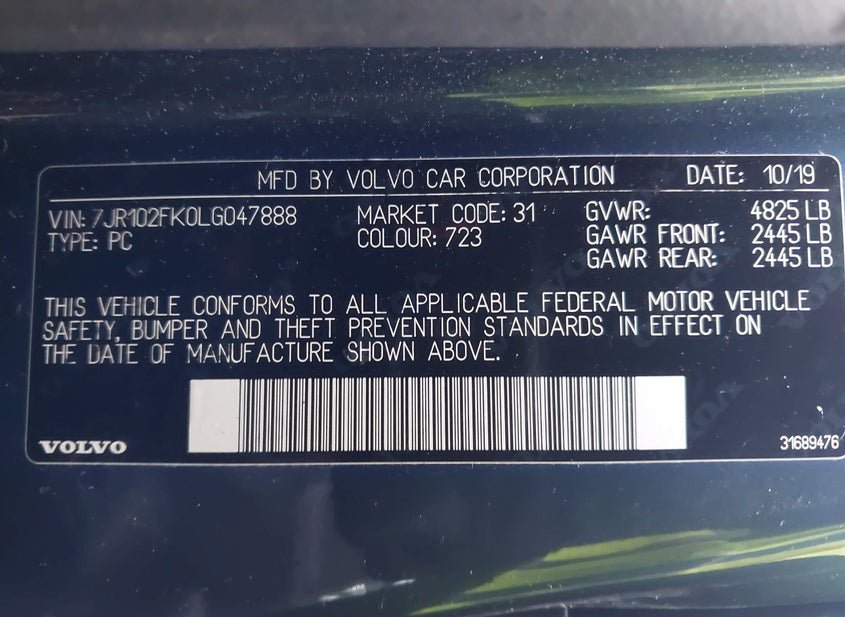 MFD BY VOLVO CAR CORPORATION DATE: 10/19
VIN: 7JR102FK0LG047888 MARKET CODE: 31 GVWR: 4825 LB
TYPE: PC COLOUR: 723 GAWR FRONT: 2445 LB
GAWR REAR: 2445 LB
THIS VEHICLE CONFORMS TO ALL APPLICABLE FEDERAL MOTOR VEHICLE
SAFETY, BUMPER AND THEFT PREVENTION STANDARDS IN EFFECT ON
THE DATE OF MANUFACTURE SHOWN ABOVE.
VOLVO 31689476